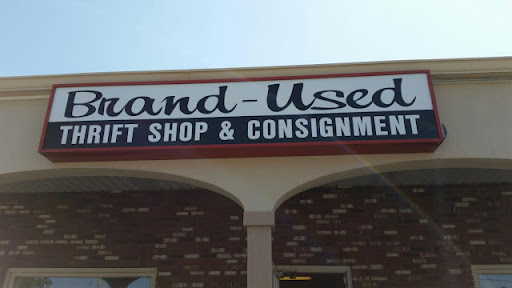 Brand-Used
THRIFT SHOP & CONSIGNMENT